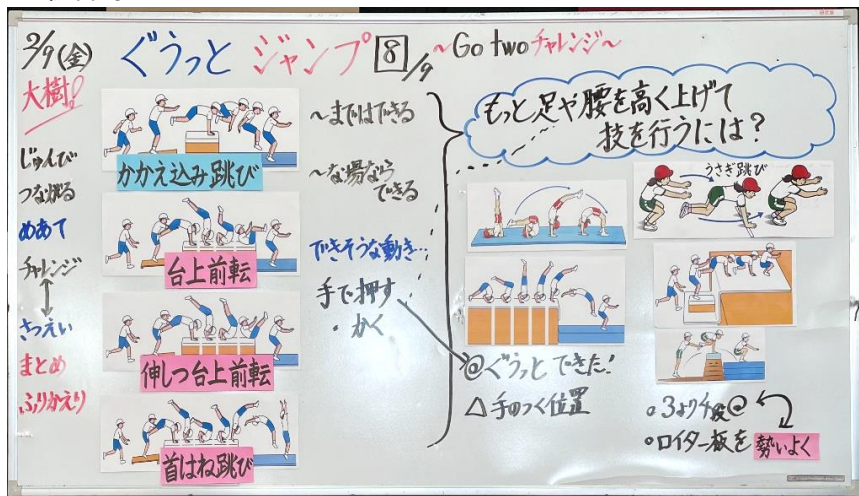 2/9(金)
ぐうっと ジャンプ 8/9 ~Go twoチャレンジ~
大樹!
じゅんび
つな跳る
めあて
チャレンジ
さつえい
まとめ
ふりかえり
かかえ込み跳び
台上前転
伸しつ台上前転
首はね跳び
~まではできる
~な場なら
できる
できそうな動き…
手で押す
・かく
もっと足や腰を高く上げて
技を行うには?
うさぎ跳び
◎ぐうっとできた!
△手のつく位置
◦ロイター板を勢いよく